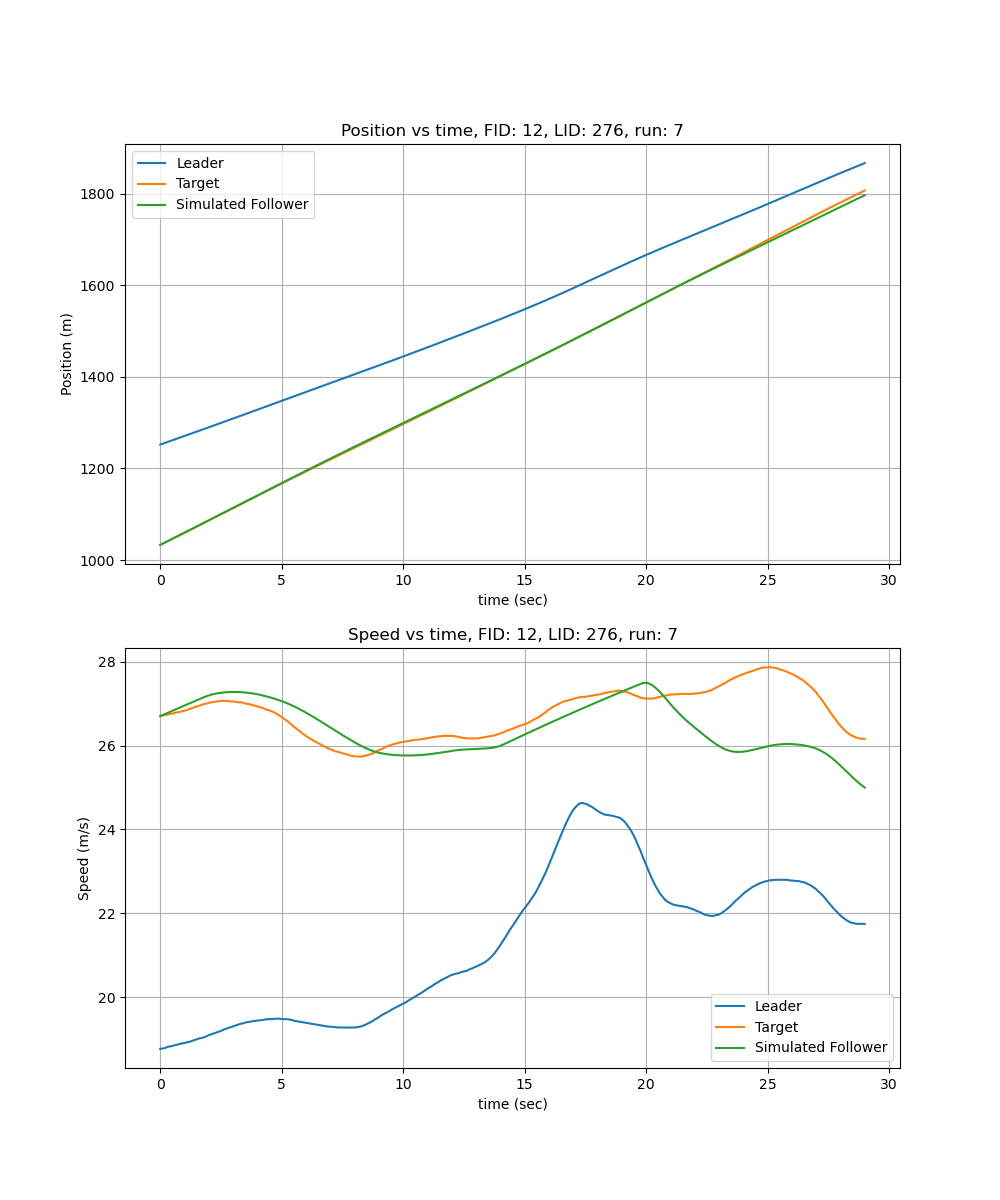 Position vs time, FID: 12, LID: 276, run: 7
Leader
Target
Simulated Follower
Position (m)
1800
1600
1400
1200
1000
0 5 10 15 20 25 30
time (sec)
Speed vs time, FID: 12, LID: 276, run: 7
Speed (m/s)
28
26
24
22
20
Leader
Target
Simulated Follower
0 5 10 15 20 25 30
time (sec)